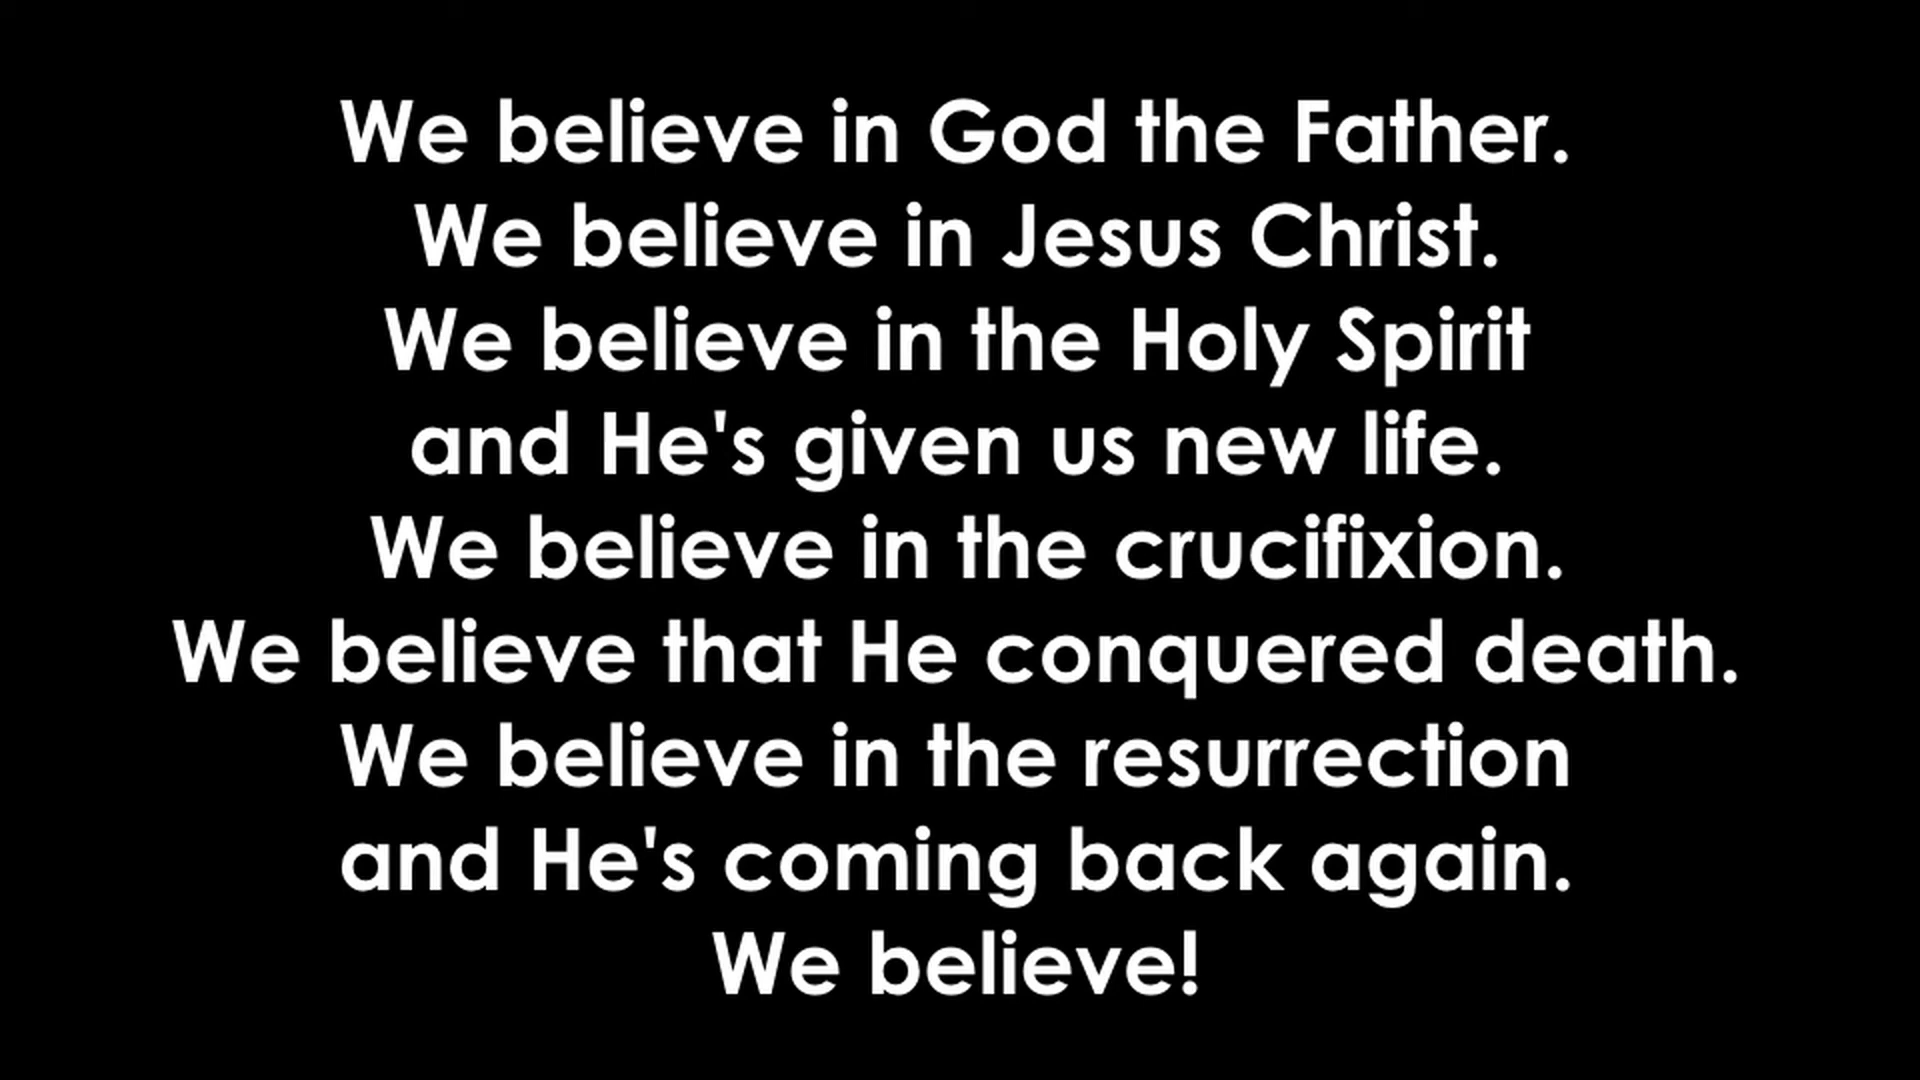 We believe in God the Father.
We believe in Jesus Christ.
We believe in the Holy Spirit
and He's given us new life.
We believe in the crucifixion.
We believe that He conquered death.
We believe in the resurrection
and He's coming back again.
We believe!